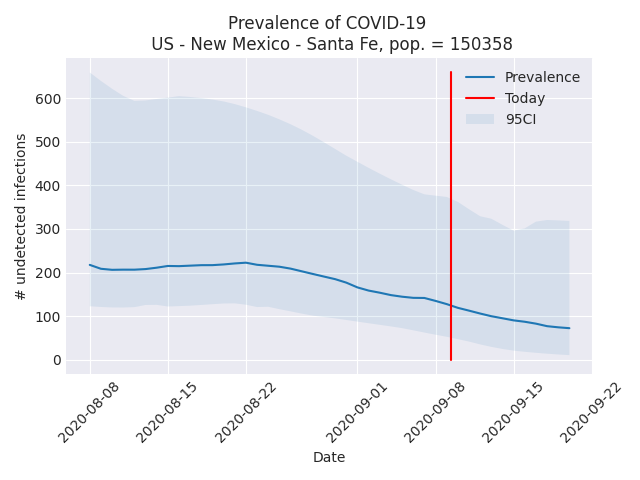 Prevalence of COVID-19
US - New Mexico - Santa Fe, pop. = 150358
Prevalence
Today
95CI
600
500
400
300
200
100
0
# undetected infections
2020-08-08
2020-08-15
2020-08-22
2020-09-01
2020-09-08
2020-09-15
2020-09-22
Date